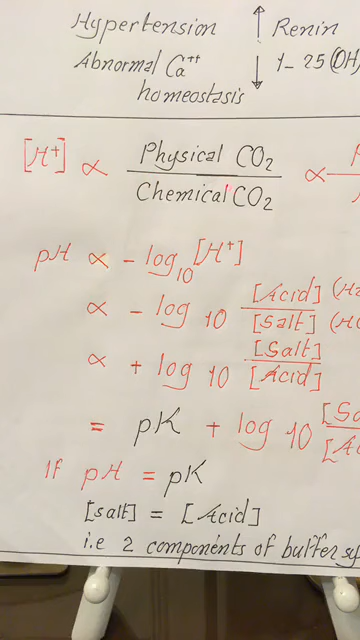 Hypertension ↑ Renin
Abnormal Ca++ ↓ 1-25(OH)
homeostasis
[H+] ∝ Physical CO2 / Chemical CO2 ∝
pH ∝ - log10 [H+]
∝ - log 10 [Acid] / [Salt]
∝ + log 10 [Salt] / [Acid]
= pK + log 10
If pH = pK
[salt] = [Acid]
i.e 2 components of buffer